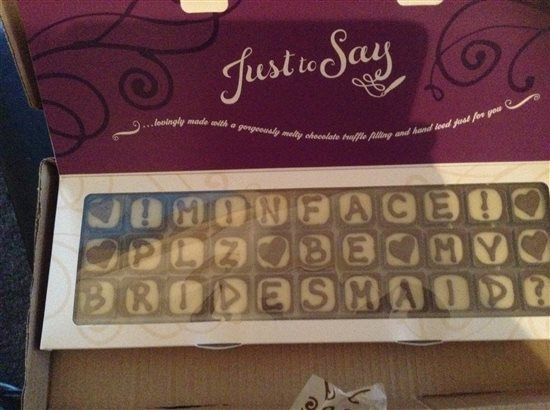 Just to Say
...lovingly made with a gorgeously melty chocolate truffle filling and hand iced just for you
♥!MINFACE!♥
♥PLZ♥BE♥MY♥
BRIDESMAID?